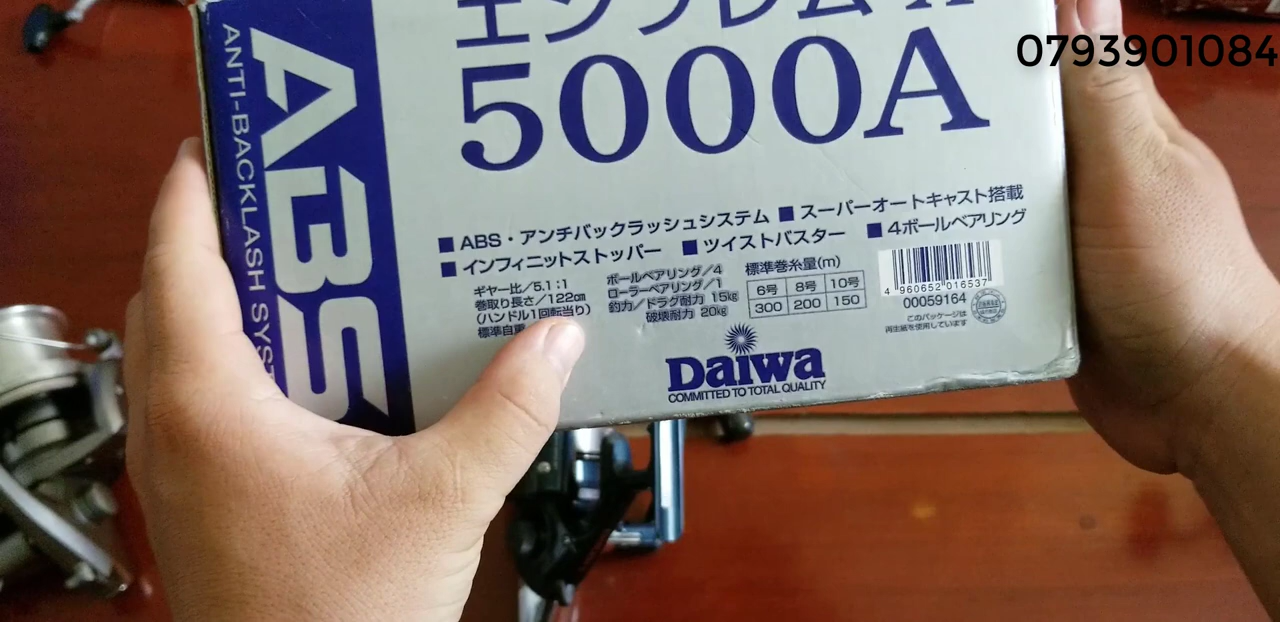 0793901084
エンブレム-A
5000A
ABS
ANTI-BACKLASH SYST
■ ABS・アンチバックラッシュシステム ■ スーパーオートキャスト搭載
■ インフィニットストッパー ■ ツイストバスター ■ 4ボールベアリング
ギヤー比/5.1:1
巻取り長さ/122cm
(ハンドル1回転当り)
標準自重
ボールベアリング/4
ローラーベアリング/1
釣力/ドラグ耐力 15kg
破壊耐力 20kg
標準巻糸量(m)
6号 8号 10号
300 200 150
4 960652 016537
00059164
このパッケージは
再生紙を使用しています
Daiwa
COMMITTED TO TOTAL QUALITY